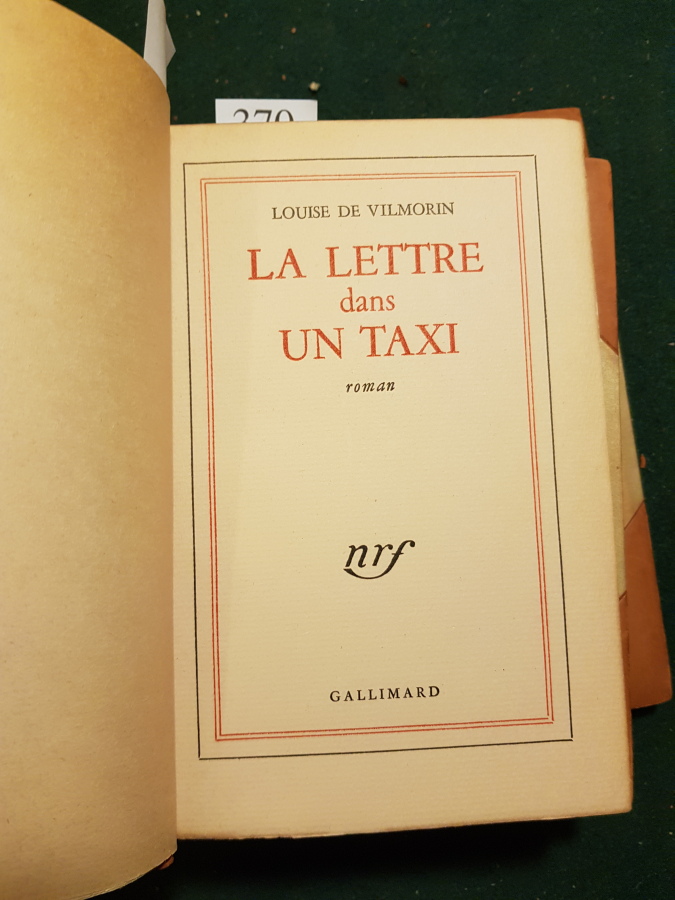 LOUISE DE VILMORIN
LA LETTRE
dans
UN TAXI
roman
nrf
GALLIMARD